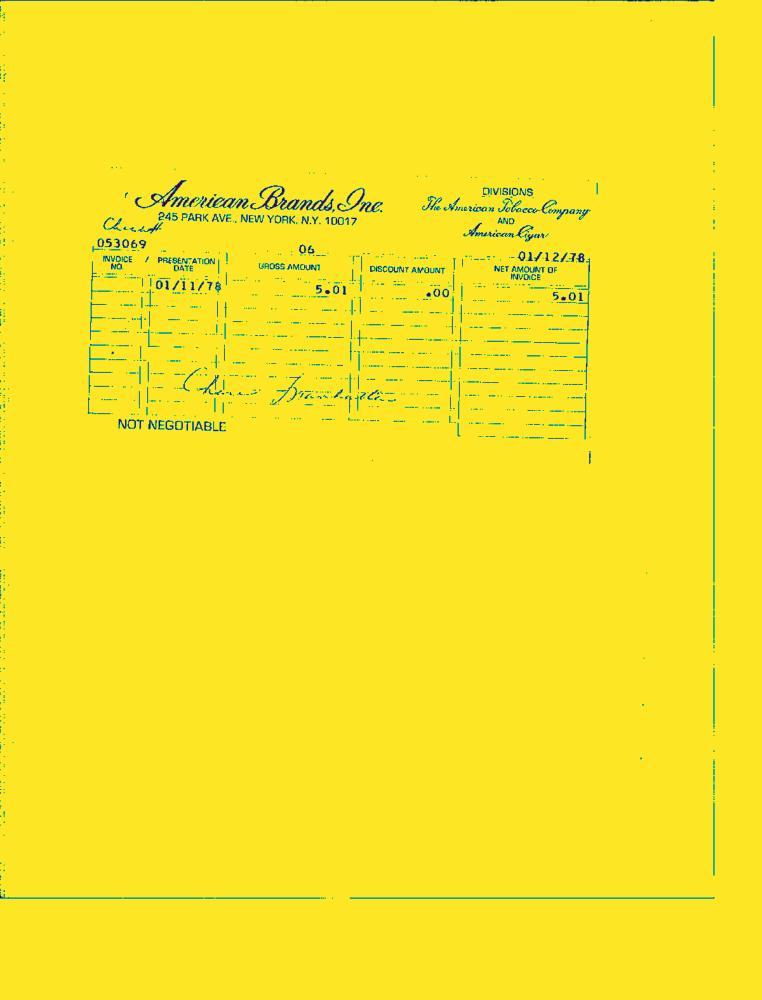 American Brands, Inc.
245 PARK AVE., NEW YORK, N.Y. 10017
DIVISIONS
The American Tobacco Company
AND
American Cigar
053069
06
01/12/78
INVOICE NO. / PRESENTATION DATE GROSS AMOUNT DISCOUNT AMOUNT NET AMOUNT OF INVOICE
01/11/78 5.01 .00 5.01
NOT NEGOTIABLE